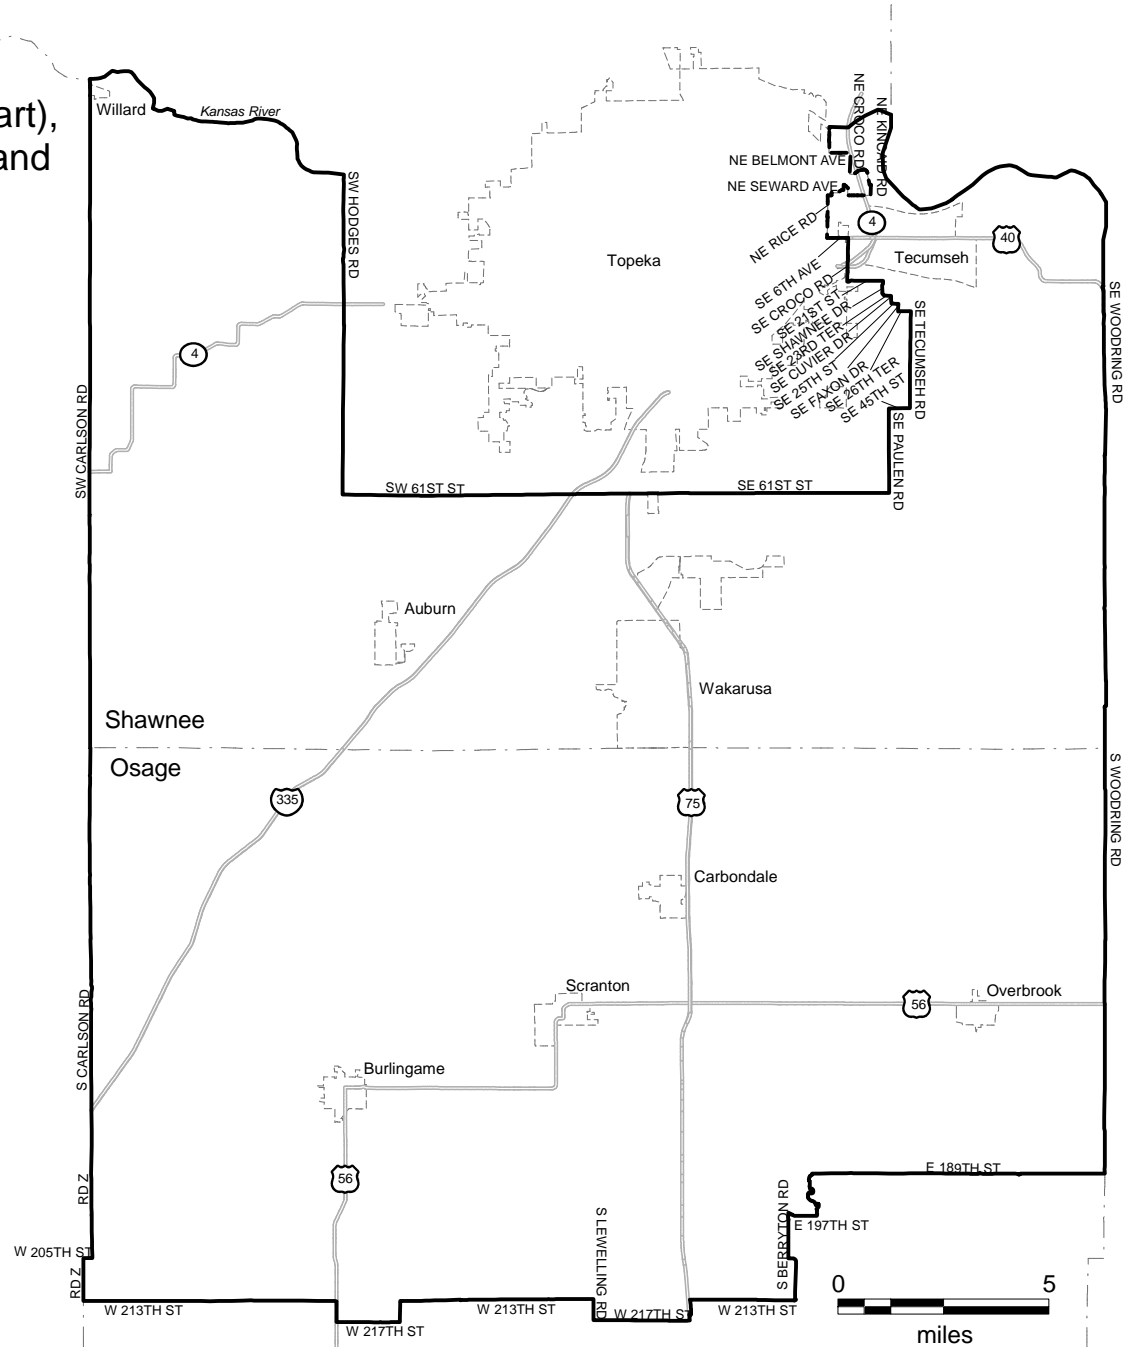 art),
and
Willard
Kansas River
NE CROCO RD
NE KINCAID RD
NE BELMONT AVE
NE SEWARD AVE
SW HODGES RD
NE RICE RD
4
40
Topeka
Tecumseh
SE 6TH AVE
SE CROCO RD
SE 21ST ST
SE SHAWNEE DR
SE 23RD TER
SE CUVIER DR
SE 25TH ST
SE FAXON DR
SE 26TH TER
SE 45TH ST
SE TECUMSEH RD
SE WOODRING RD
4
SW CARLSON RD
SE PAULEN RD
SW 61ST ST
SE 61ST ST
Auburn
Wakarusa
Shawnee
Osage
S WOODRING RD
335
75
Carbondale
Scranton
Overbrook
56
S CARLSON RD
Burlingame
56
RD Z
E 189TH ST
S BERRYTON RD
E 197TH ST
S LEWELLING RD
W 205TH ST
RD Z
W 213TH ST
W 213TH ST
W 217TH ST
W 213TH ST
W 217TH ST
0 5
miles